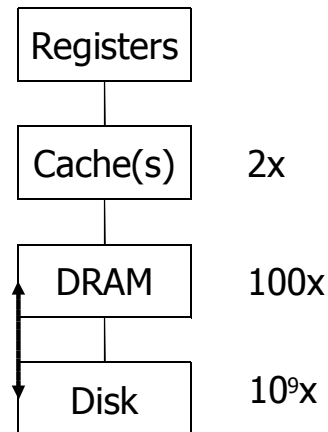 Registers
Cache(s) 2x
DRAM 100x
Disk 10⁹x